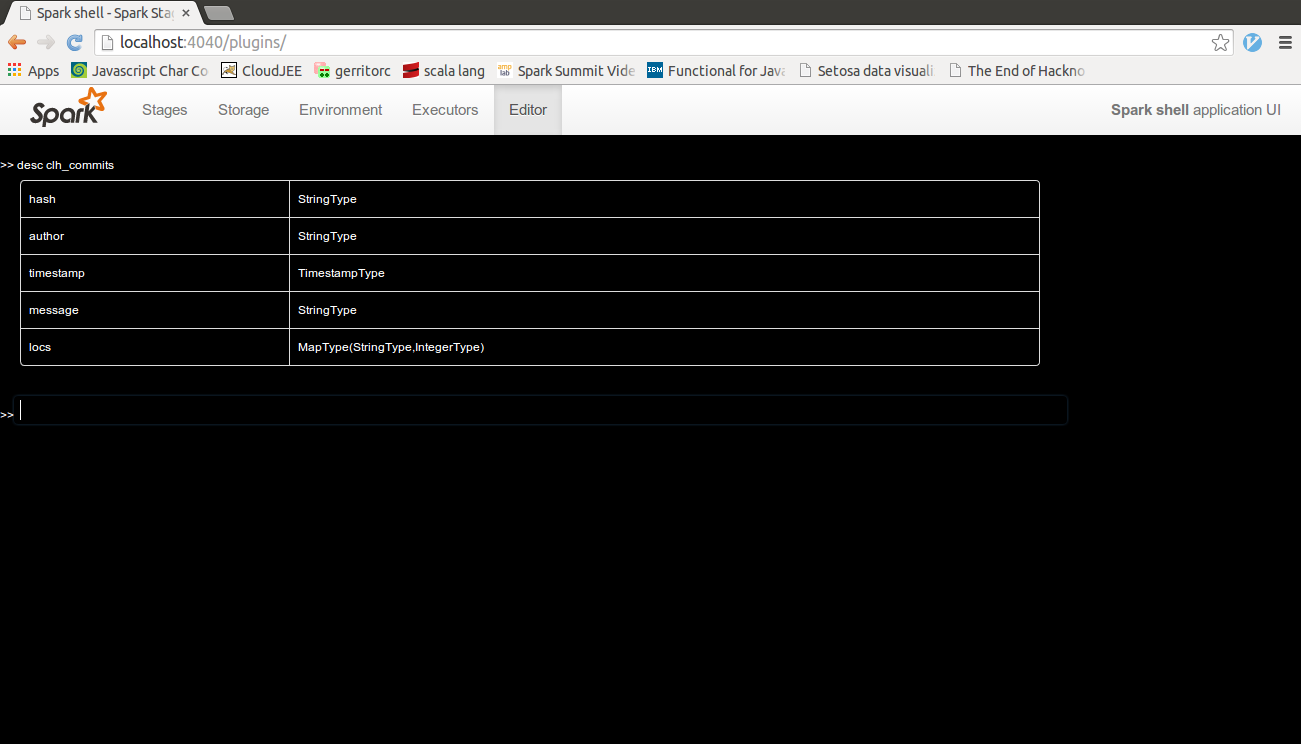 Spark shell - Spark Sta
localhost:4040/plugins/
Apps Javascript Char Co CloudJEE gerritorc scala lang amp lab Spark Summit Vide IBM Functional for Java Setosa data visuali The End of Hackno
Spark Stages Storage Environment Executors Editor Spark shell application UI
>> desc clh_commits
hash StringType
author StringType
timestamp TimestampType
message StringType
locs MapType(StringType,IntegerType)
>>